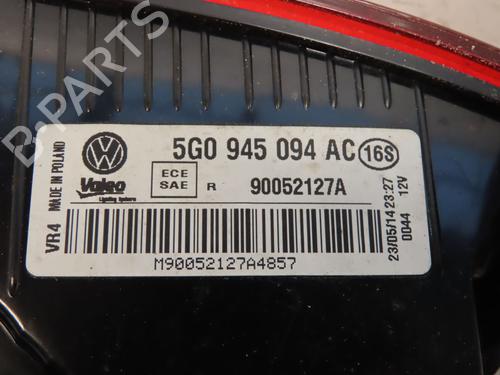 B-PARTS
5G0 945 094 AC 16S
Valeo
Lighting Systems
ECE
SAE
R 90052127A
MADE IN POLAND
VR4
M90052127A4857
23/05/14 23:27 12V
0044